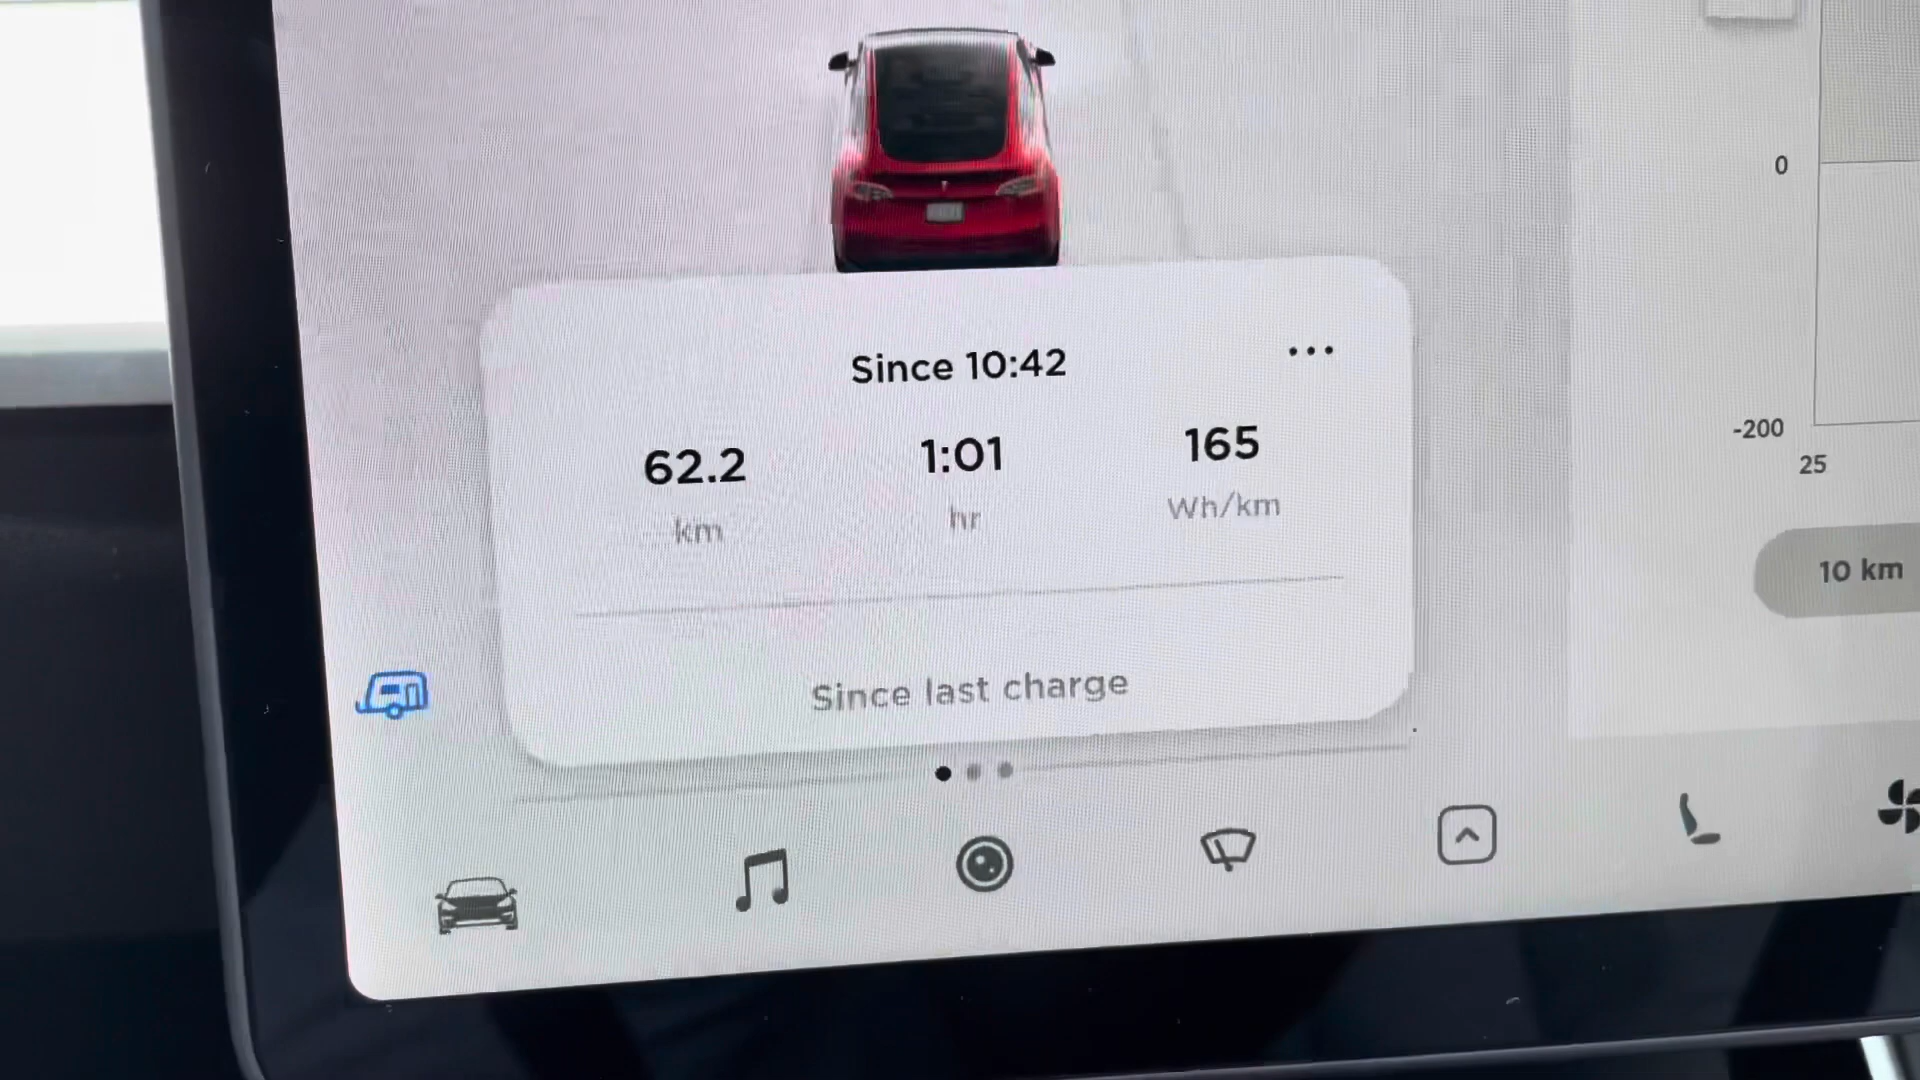 Since 10:42
62.2
1:01
165
km
hr
Wh/km
Since last charge
0
-200
25
10 km